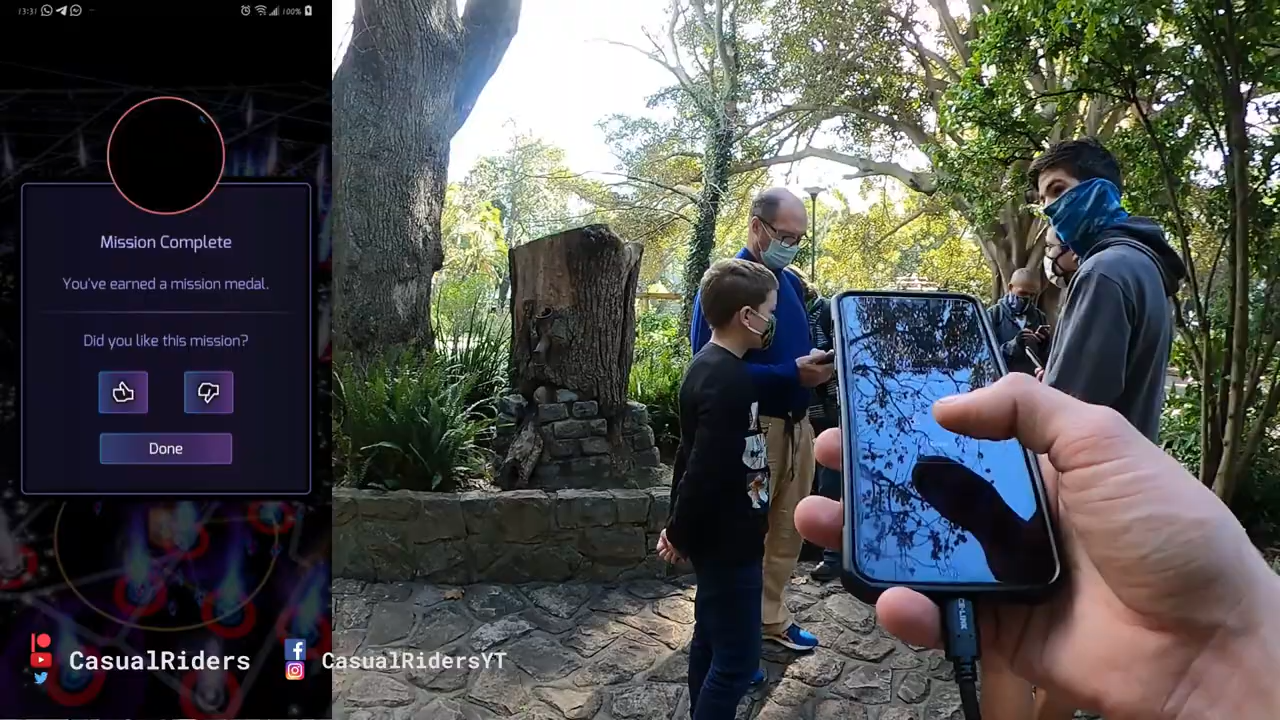 13:31
100%
Mission Complete
You've earned a mission medal.
Did you like this mission?
Done
CasualRiders
CasualRidersYT